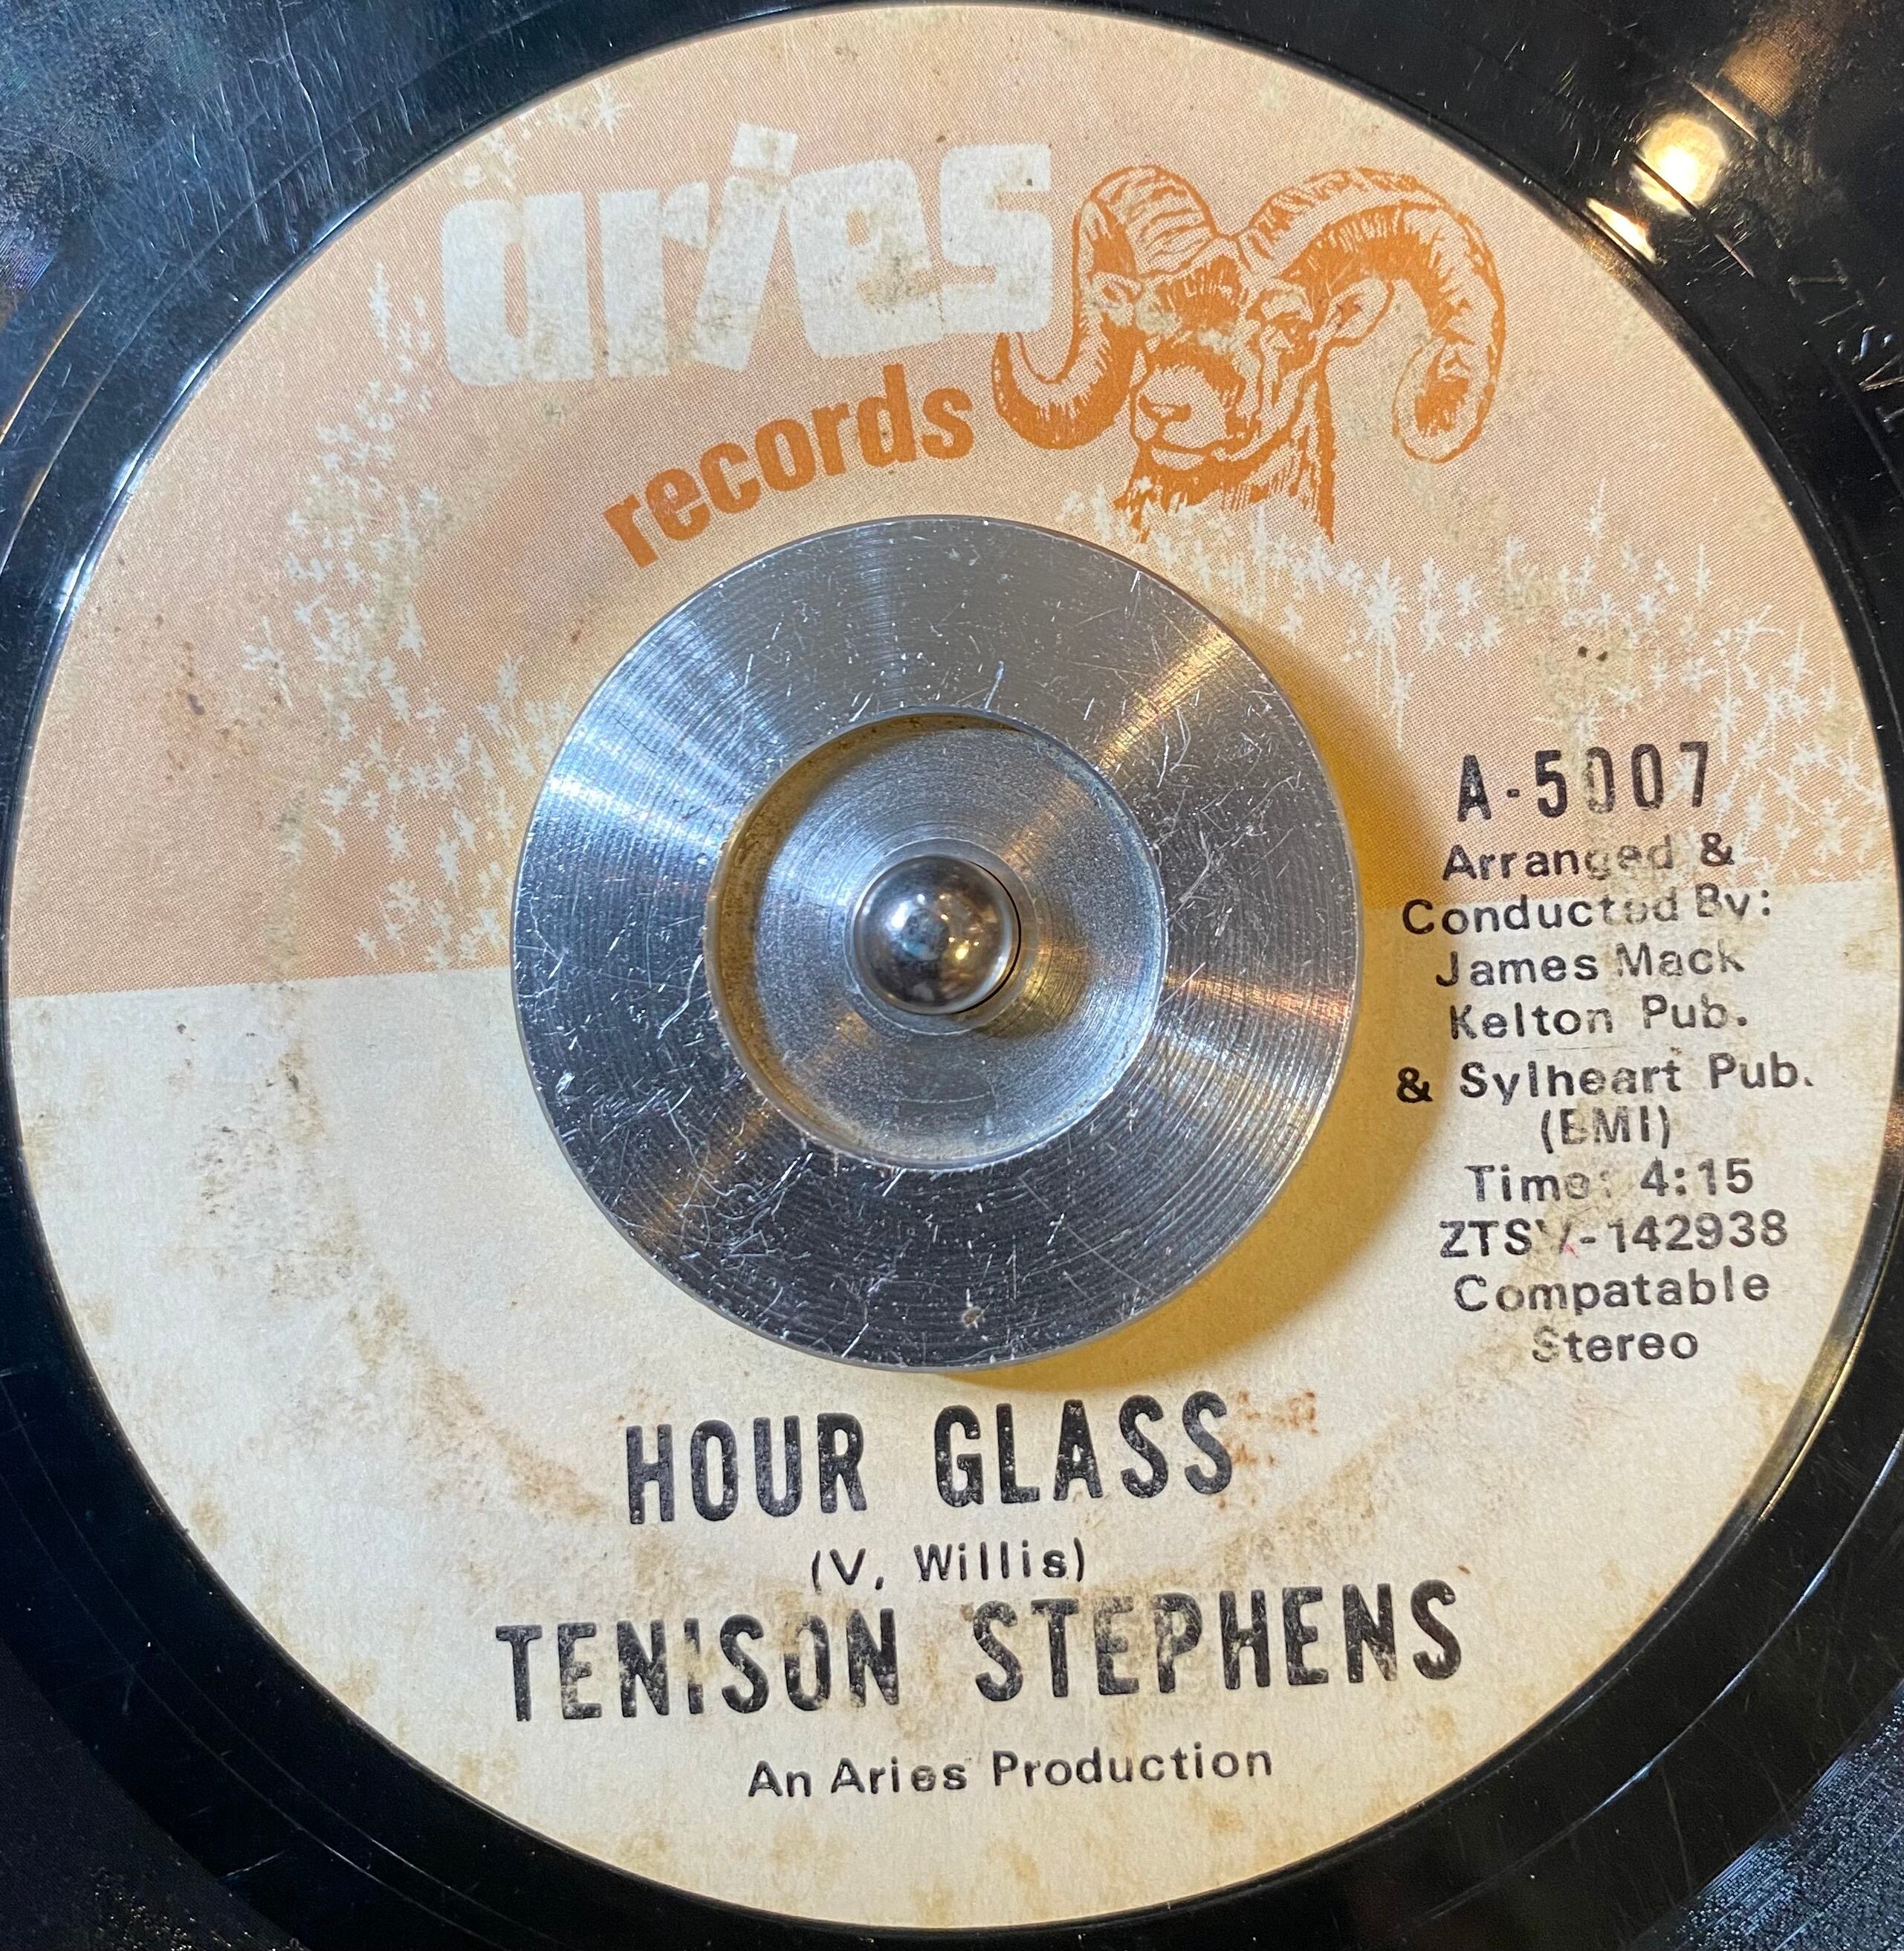 aries
records
A-5007
Arranged &
Conducted By:
James Mack
Kelton Pub.
& Sylheart Pub.
(BMI)
Time: 4:15
ZTSV-142938
Compatable
Stereo
HOUR GLASS
(V. Willis)
TENISON STEPHENS
An Aries Production